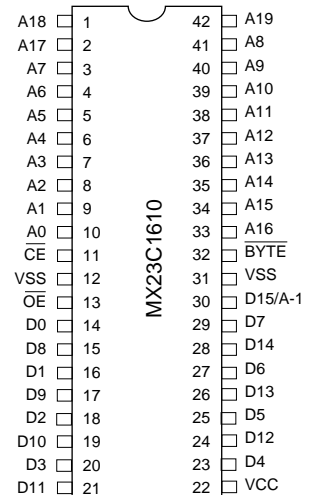 A18 1 42 A19
A17 2 41 A8
A7 3 40 A9
A6 4 39 A10
A5 5 38 A11
A4 6 37 A12
A3 7 36 A13
A2 8 35 A14
A1 9 34 A15
A0 10 33 A16
CE 11 32 BYTE
VSS 12 31 VSS
OE 13 30 D15/A-1
D0 14 29 D7
D8 15 28 D14
D1 16 27 D6
D9 17 26 D13
D2 18 25 D5
D10 19 24 D12
D3 20 23 D4
D11 21 22 VCC
MX23C1610